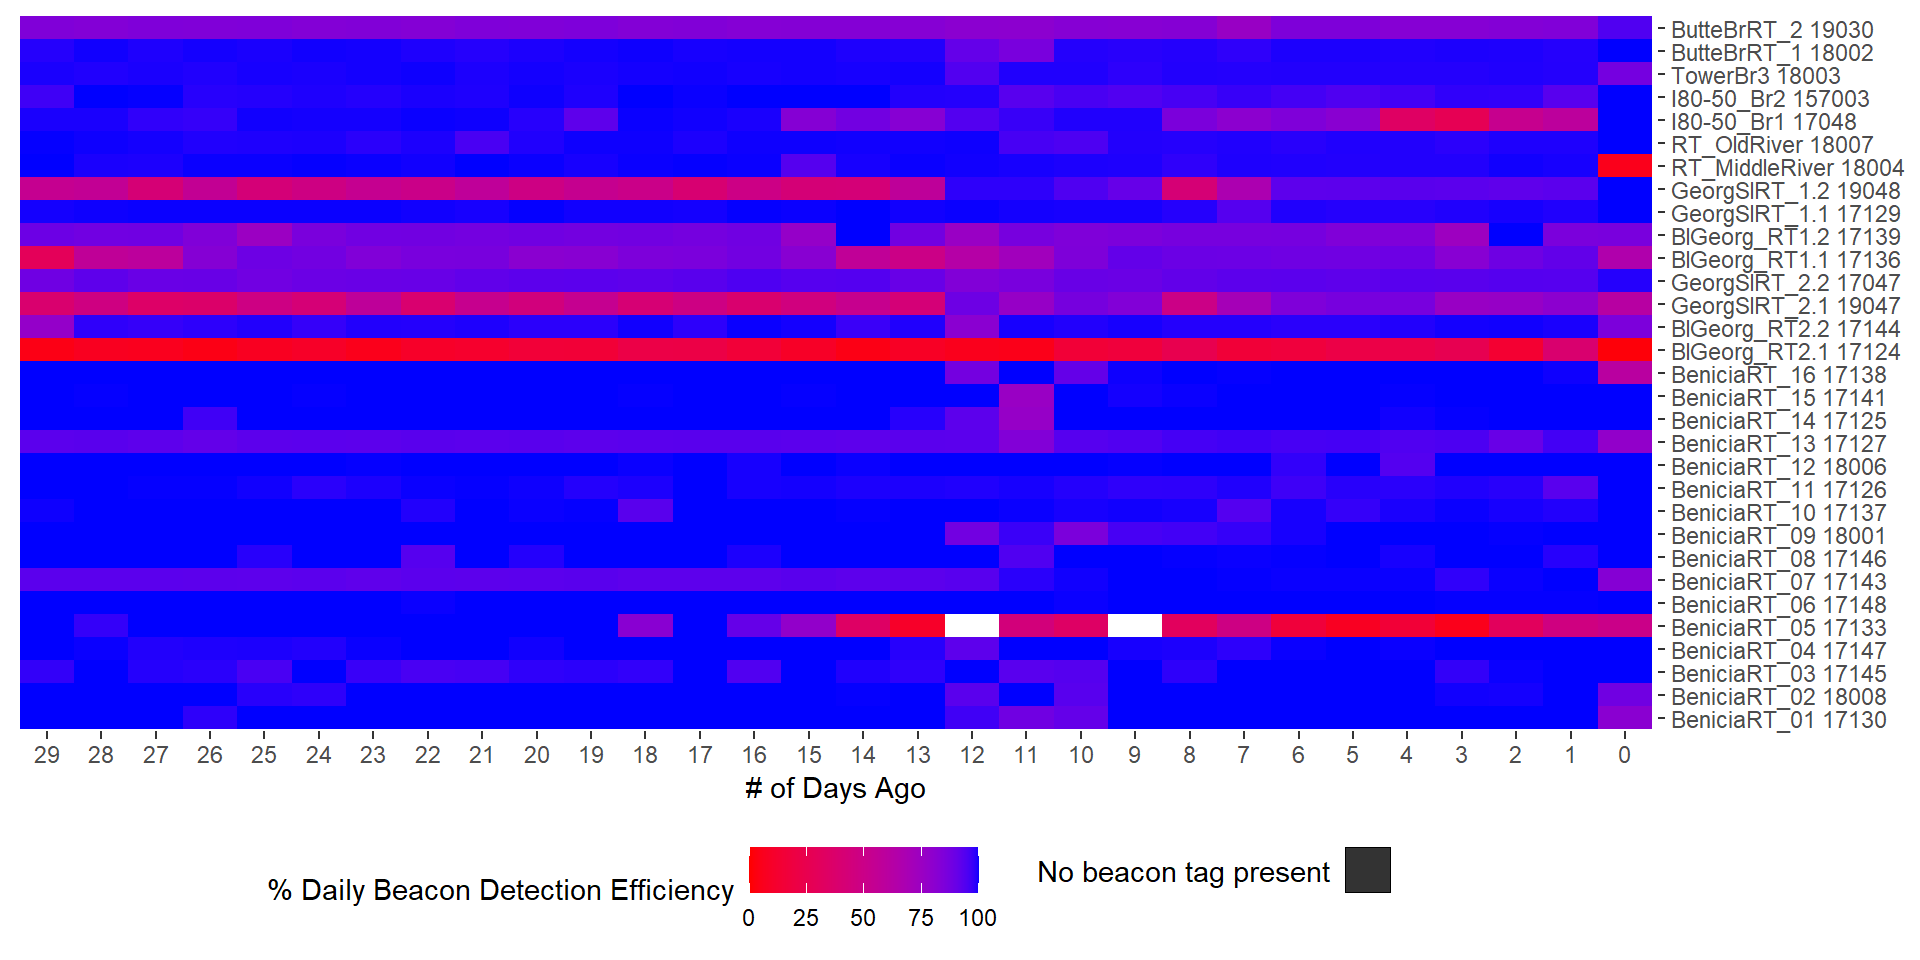 ButteBrRT_2 19030
ButteBrRT_1 18002
TowerBr3 18003
I80-50_Br2 157003
I80-50_Br1 17048
RT_OldRiver 18007
RT_MiddleRiver 18004
GeorgSlRT_1.2 19048
GeorgSlRT_1.1 17129
BlGeorg_RT1.2 17139
BlGeorg_RT1.1 17136
GeorgSlRT_2.2 17047
GeorgSlRT_2.1 19047
BlGeorg_RT2.2 17144
BlGeorg_RT2.1 17124
BeniciaRT_16 17138
BeniciaRT_15 17141
BeniciaRT_14 17125
BeniciaRT_13 17127
BeniciaRT_12 18006
BeniciaRT_11 17126
BeniciaRT_10 17137
BeniciaRT_09 18001
BeniciaRT_08 17146
BeniciaRT_07 17143
BeniciaRT_06 17148
BeniciaRT_05 17133
BeniciaRT_04 17147
BeniciaRT_03 17145
BeniciaRT_02 18008
BeniciaRT_01 17130
29 28 27 26 25 24 23 22 21 20 19 18 17 16 15 14 13 12 11 10 9 8 7 6 5 4 3 2 1 0
# of Days Ago
% Daily Beacon Detection Efficiency
0 25 50 75 100
No beacon tag present